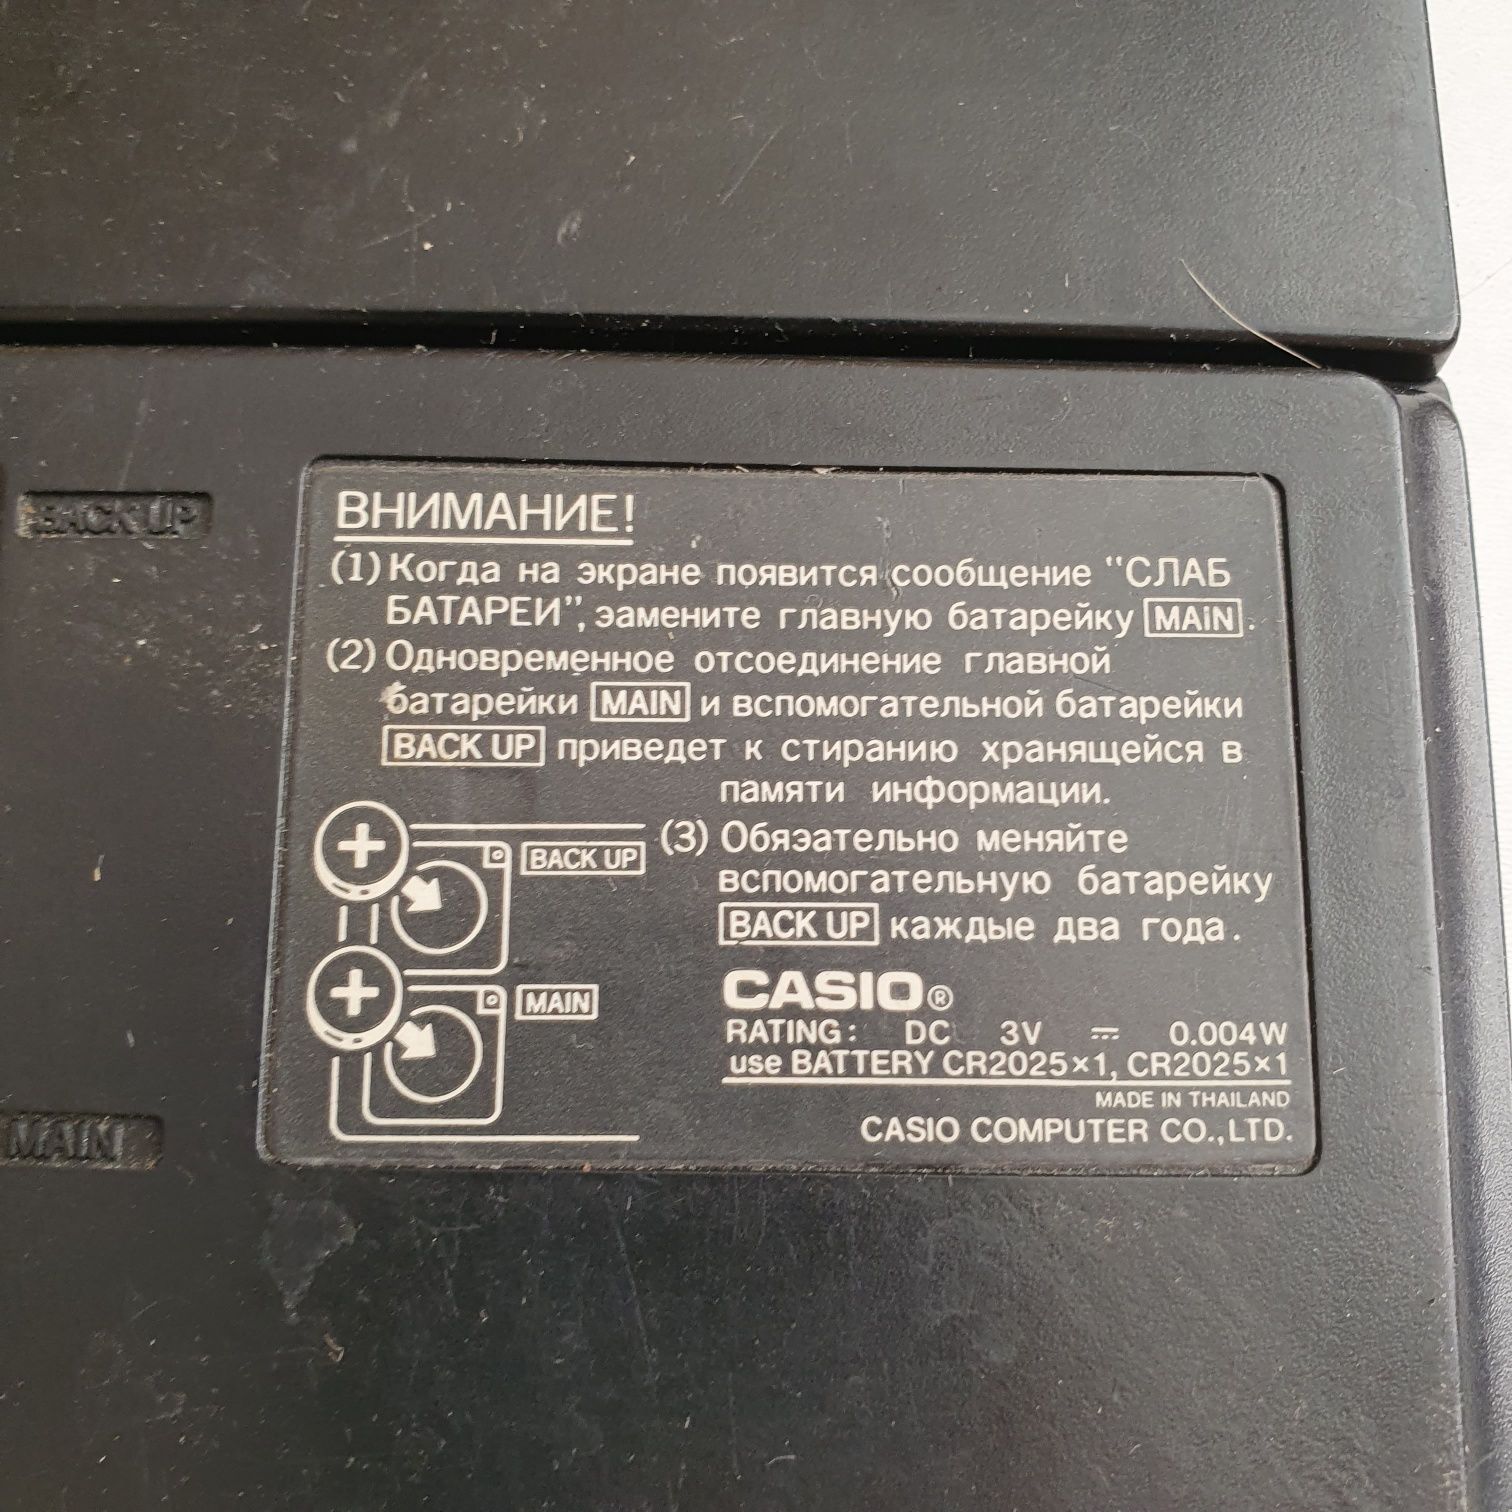 BACK UP
ВНИМАНИЕ!
(1) Когда на экране появится сообщение "СЛАБ
БАТАРЕИ", эамените главную батарейку MAiN.
(2) Одновременное отсоединение главной
батарейки MAIN и вспомогательной батарейки
BACK UP приведет к стиранию хранящейся в
памяти информации.
BACK UP
(3) Обяэательно меняйте
вспомогательную батарейку
BACK UP каждые два года.
MAIN
CASIO®
RATING: DC 3V ⎓ 0.004W
use BATTERY CR2025×1, CR2025×1
MADE IN THAILAND
CASIO COMPUTER CO.,LTD.
MAIN